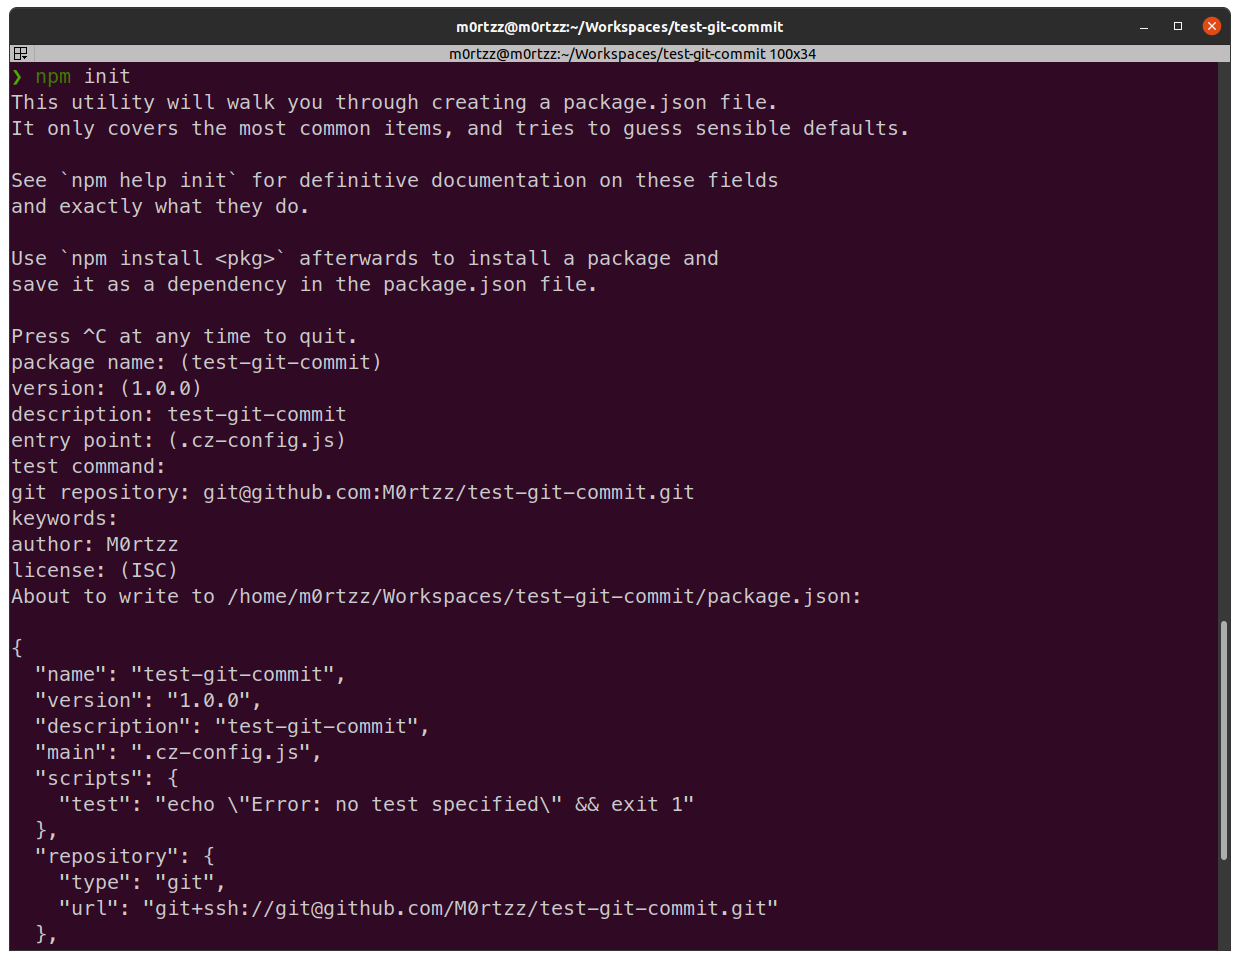 m0rtzz@m0rtzz:~/Workspaces/test-git-commit
m0rtzz@m0rtzz:~/Workspaces/test-git-commit 100x34
❯ npm init
This utility will walk you through creating a package.json file.
It only covers the most common items, and tries to guess sensible defaults.

See `npm help init` for definitive documentation on these fields
and exactly what they do.

Use `npm install <pkg>` afterwards to install a package and
save it as a dependency in the package.json file.

Press ^C at any time to quit.
package name: (test-git-commit)
version: (1.0.0)
description: test-git-commit
entry point: (.cz-config.js)
test command:
git repository: git@github.com:M0rtzz/test-git-commit.git
keywords:
author: M0rtzz
license: (ISC)
About to write to /home/m0rtzz/Workspaces/test-git-commit/package.json:

{
  "name": "test-git-commit",
  "version": "1.0.0",
  "description": "test-git-commit",
  "main": ".cz-config.js",
  "scripts": {
    "test": "echo \"Error: no test specified\" && exit 1"
  },
  "repository": {
    "type": "git",
    "url": "git+ssh://git@github.com/M0rtzz/test-git-commit.git"
  },